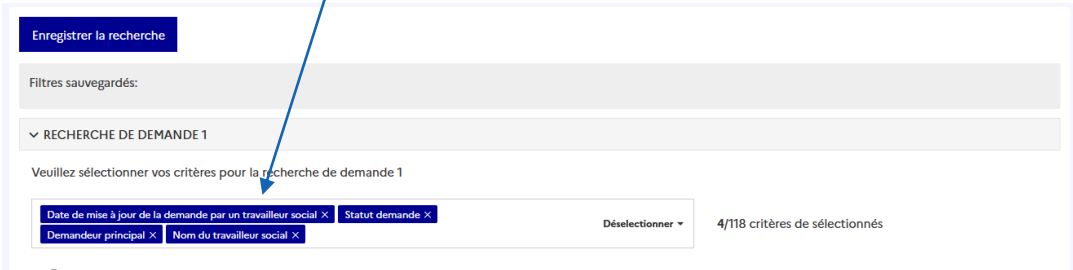 Enregistrer la recherche
Filtres sauvegardés:
RECHERCHE DE DEMANDE 1
Veuillez sélectionner vos critères pour la recherche de demande 1
Date de mise à jour de la demande par un travailleur social × Statut demande ×
Demandeur principal × Nom du travailleur social ×
Déselectionner
4/118 critères de sélectionnés